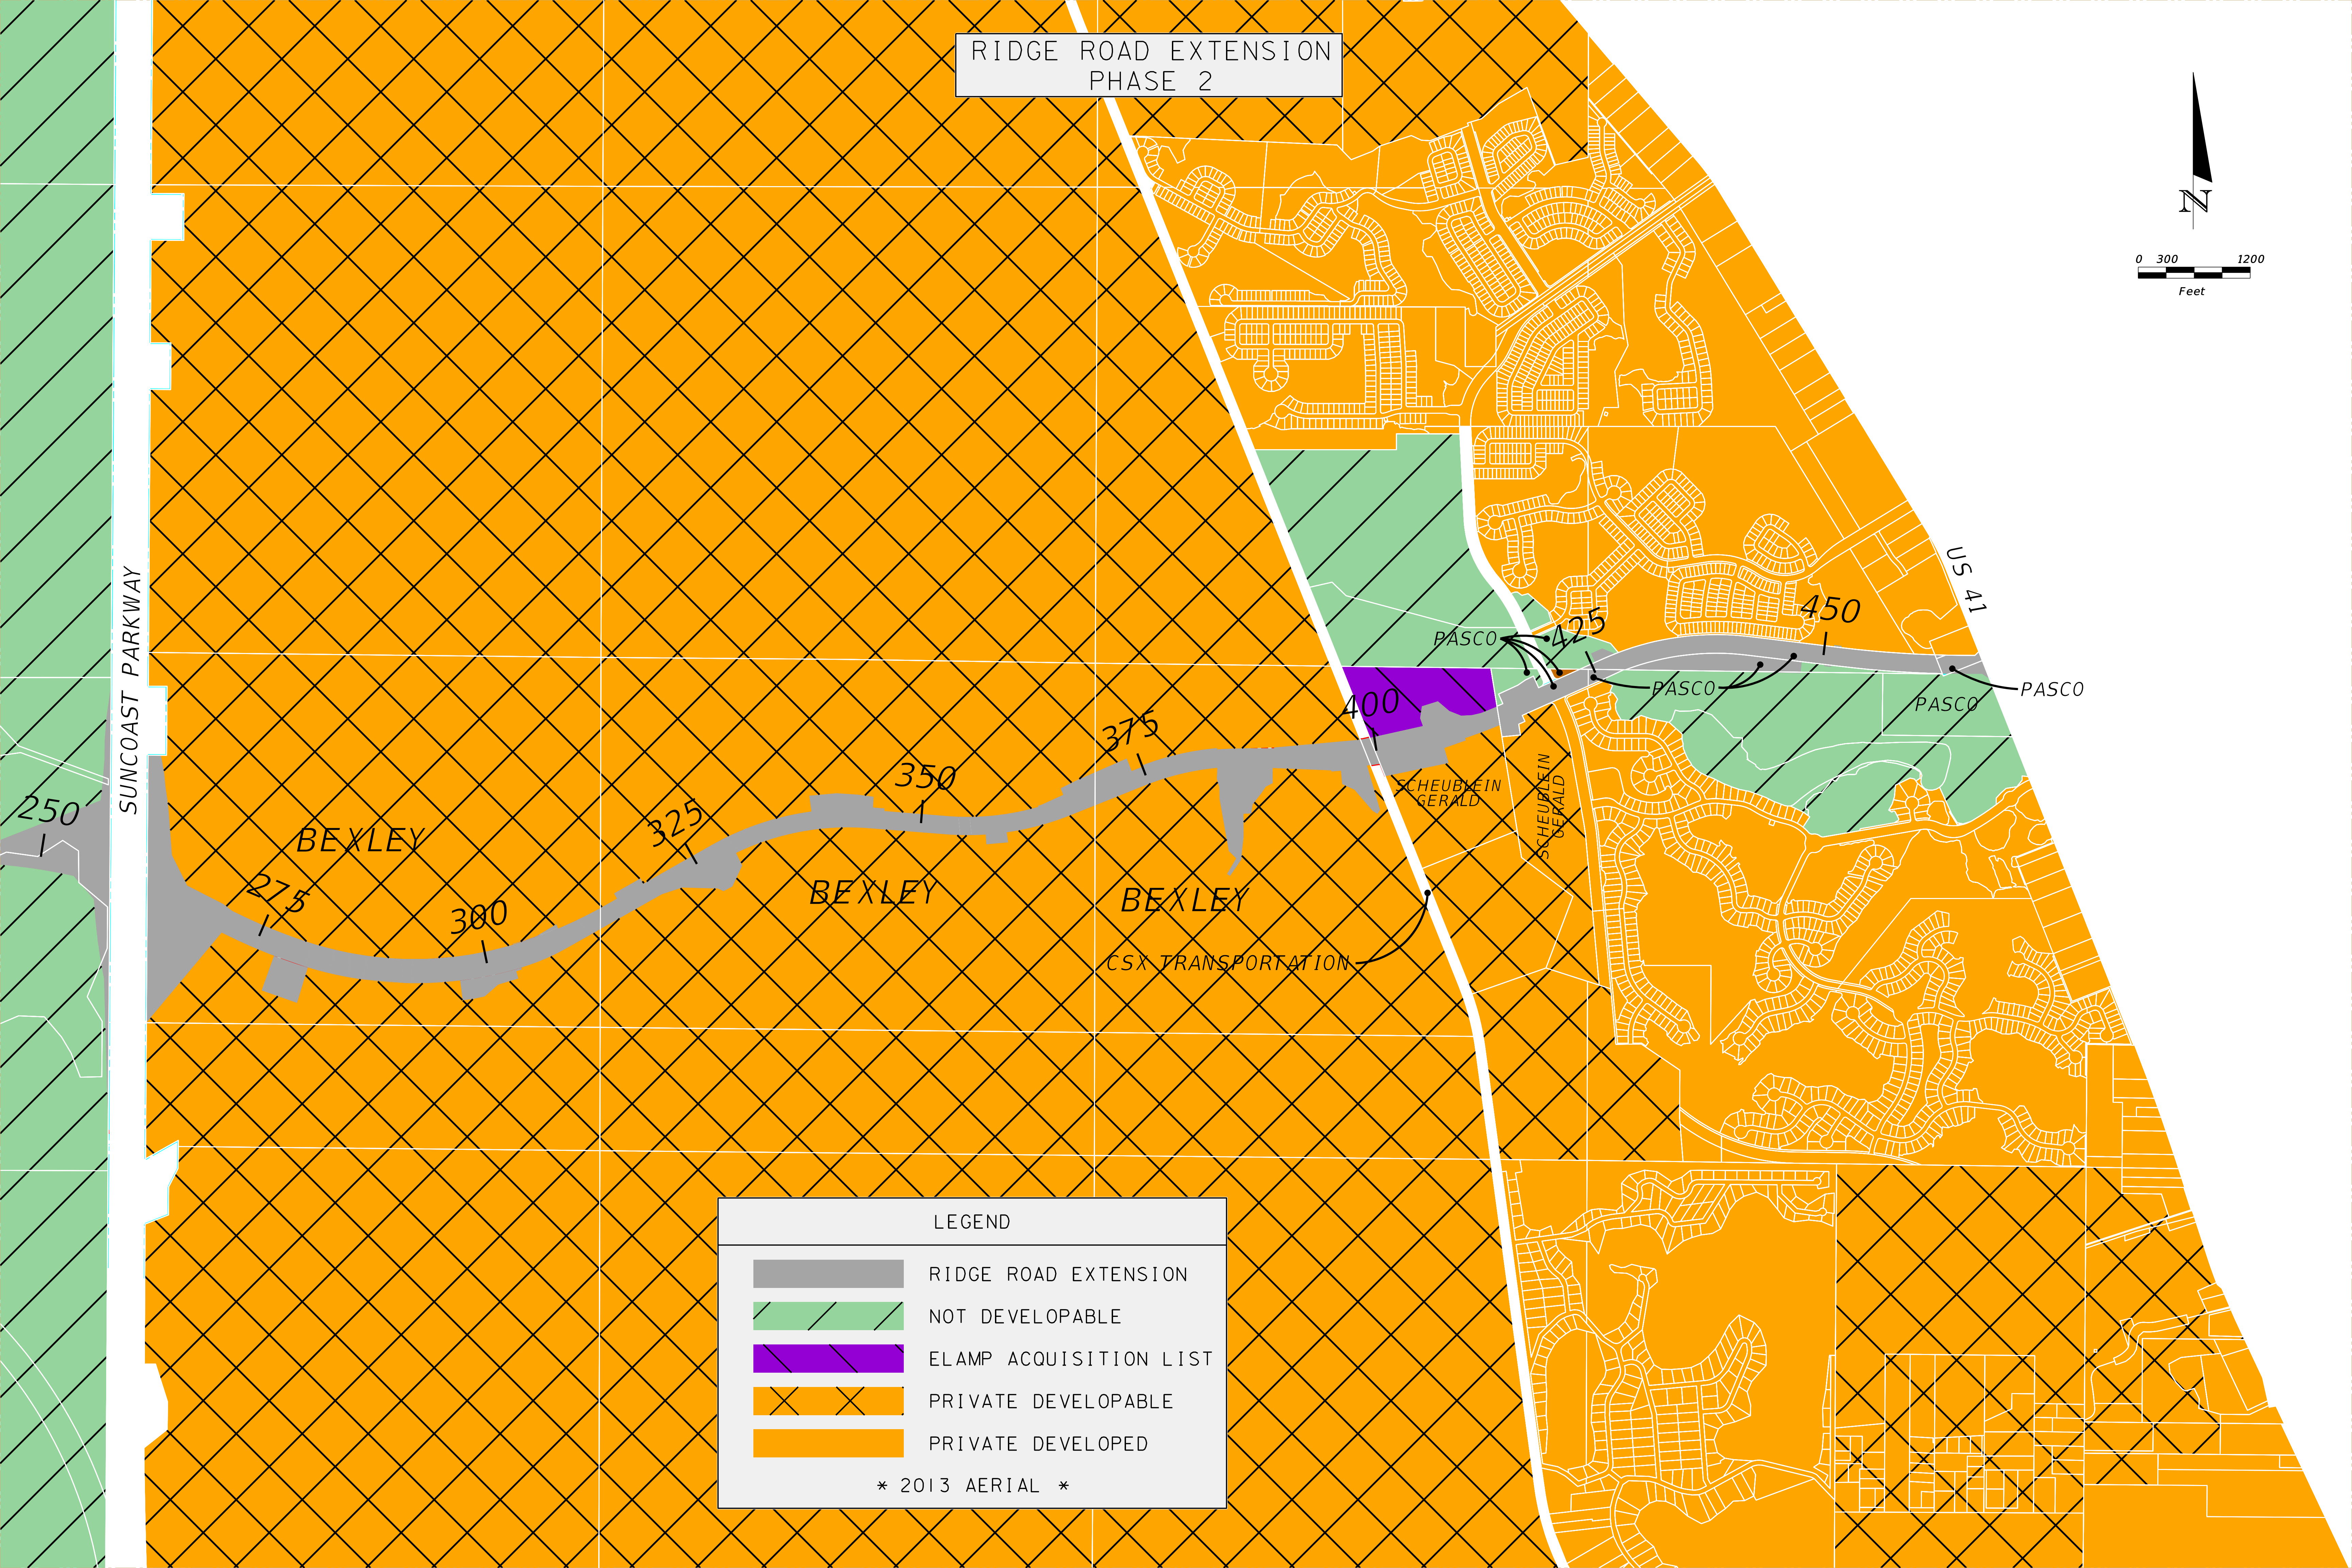 RIDGE ROAD EXTENSION
PHASE 2
N
0 300 1200
Feet
US 41
SUNCOAST PARKWAY
450
425
PASCO
PASCO
PASCO
PASCO
400
375
350
325
300
275
250
SCHEUBLEIN
GERALD
SCHEUBLEIN
GERALD
BEXLEY
BEXLEY
BEXLEY
CSX TRANSPORTATION
LEGEND
RIDGE ROAD EXTENSION
NOT DEVELOPABLE
ELAMP ACQUISITION LIST
PRIVATE DEVELOPABLE
PRIVATE DEVELOPED
* 2013 AERIAL *